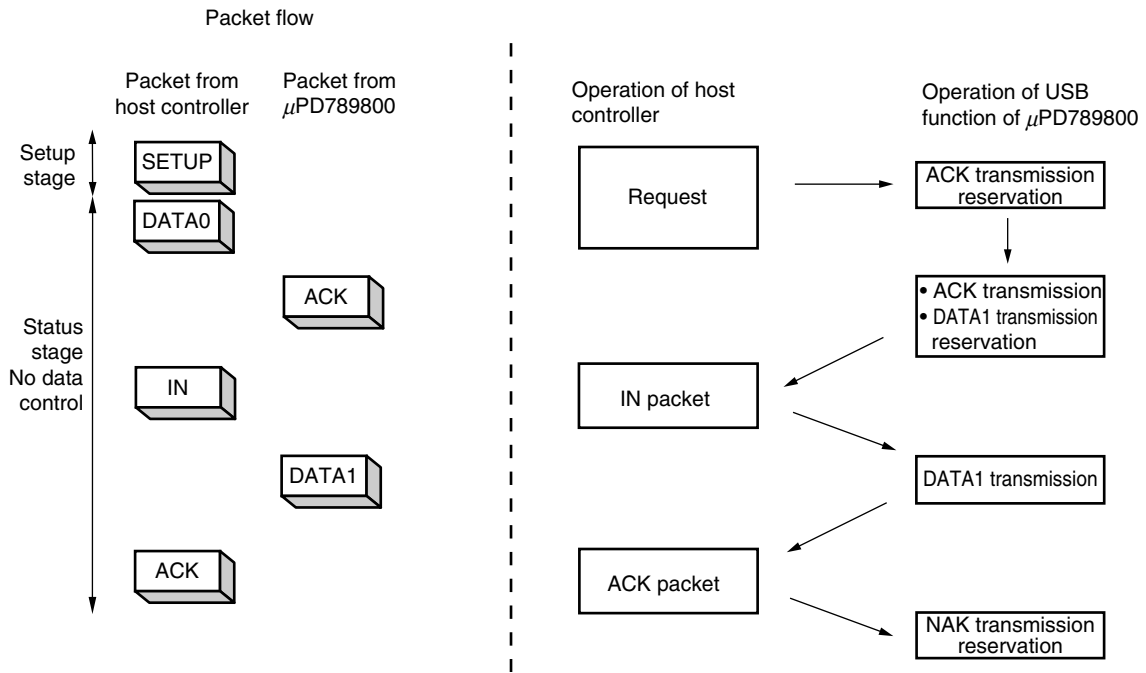 Packet flow
Packet from
host controller
Packet from
μPD789800
Setup
stage
SETUP
DATA0
ACK
Status
stage
No data
control
IN
DATA1
ACK
Operation of host
controller
Operation of USB
function of μPD789800
Request
ACK transmission
reservation
• ACK transmission
• DATA1 transmission
reservation
IN packet
DATA1 transmission
ACK packet
NAK transmission
reservation